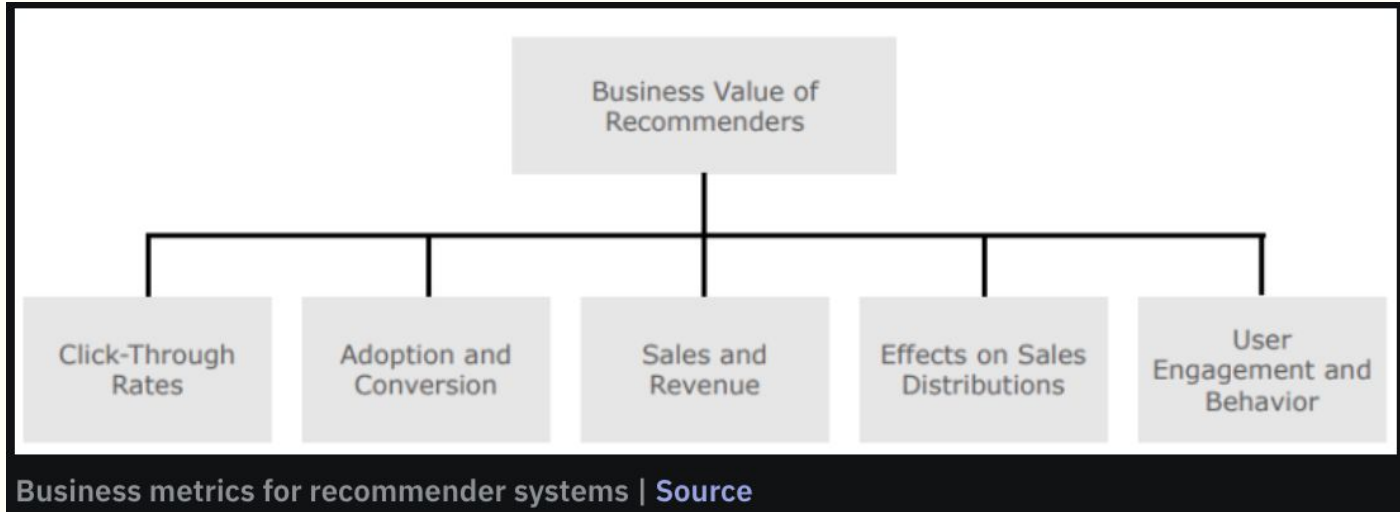 Business Value of
Recommenders
Click-Through
Rates
Adoption and
Conversion
Sales and
Revenue
Effects on Sales
Distributions
User
Engagement and
Behavior
Business metrics for recommender systems | Source